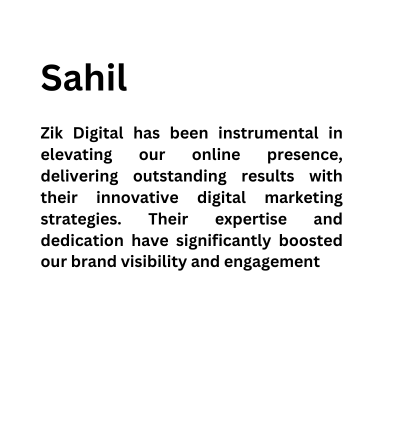 Sahil
Zik Digital has been instrumental in
elevating our online presence,
delivering outstanding results with
their innovative digital marketing
strategies. Their expertise and
dedication have significantly boosted
our brand visibility and engagement